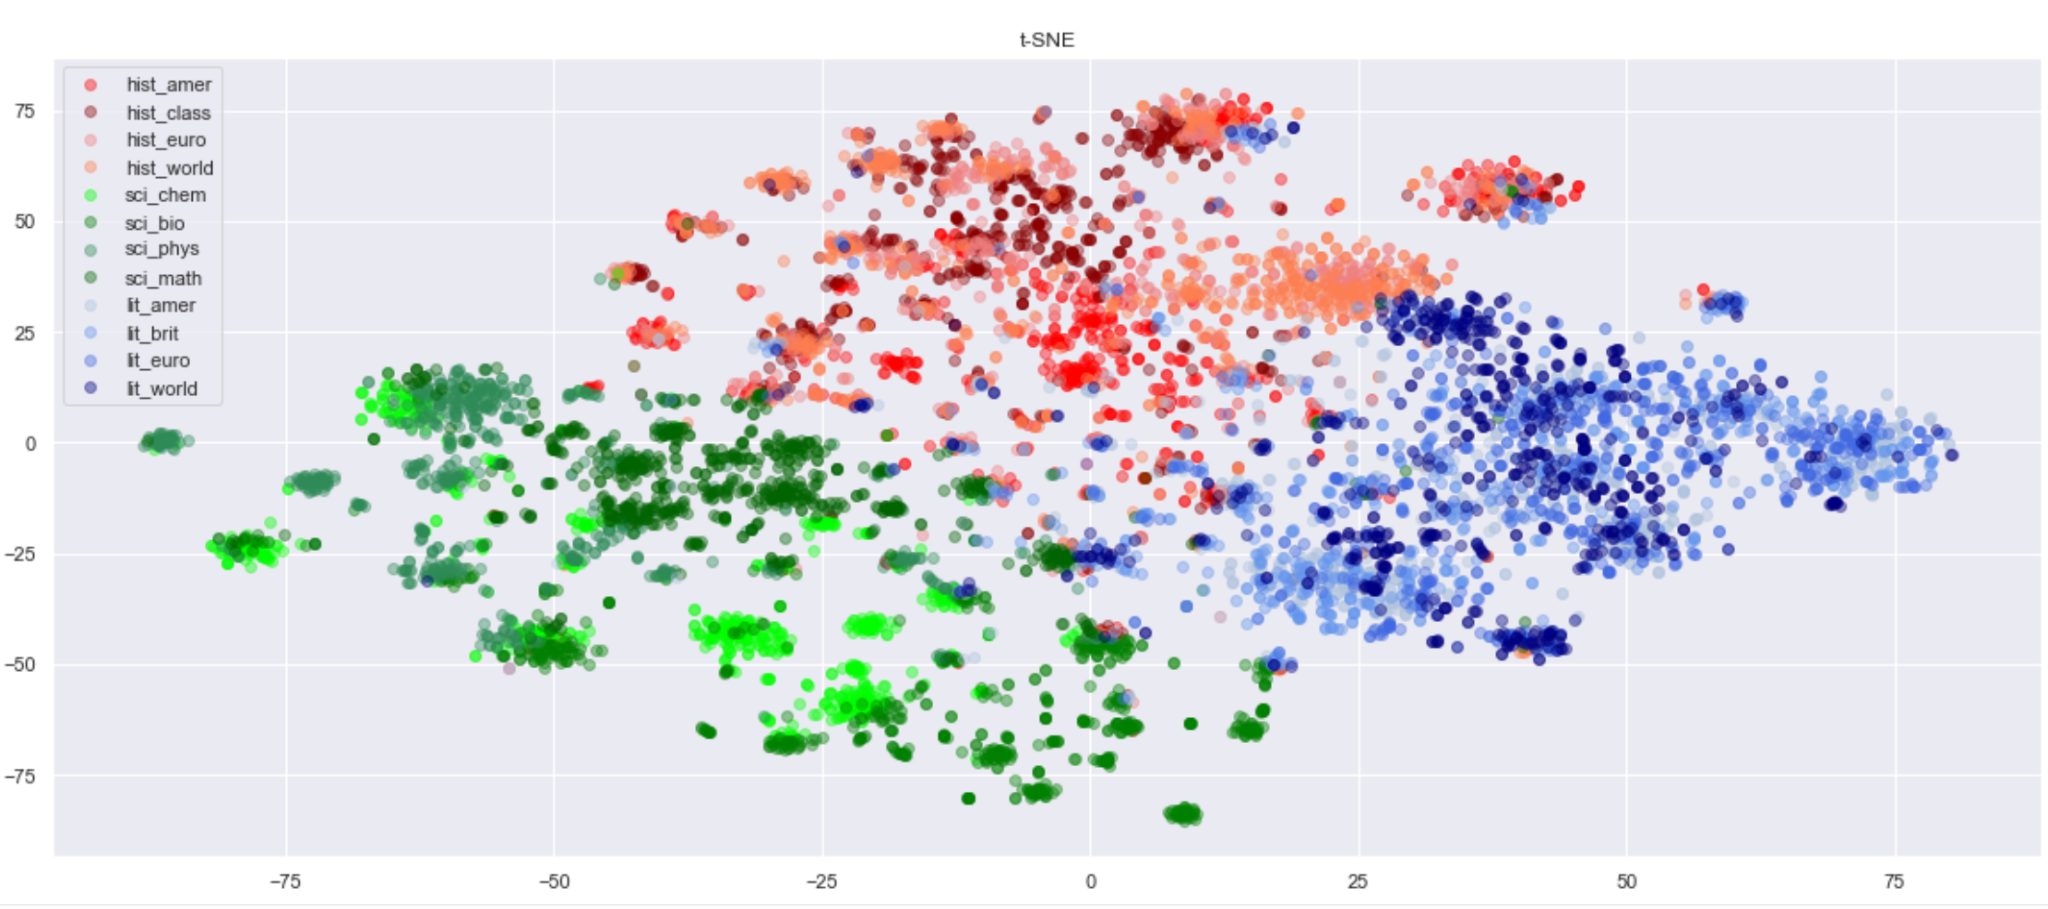 t-SNE
hist_amer
hist_class
hist_euro
hist_world
sci_chem
sci_bio
sci_phys
sci_math
lit_amer
lit_brit
lit_euro
lit_world
75
50
25
0
−25
−50
−75
−75
−50
−25
0
25
50
75